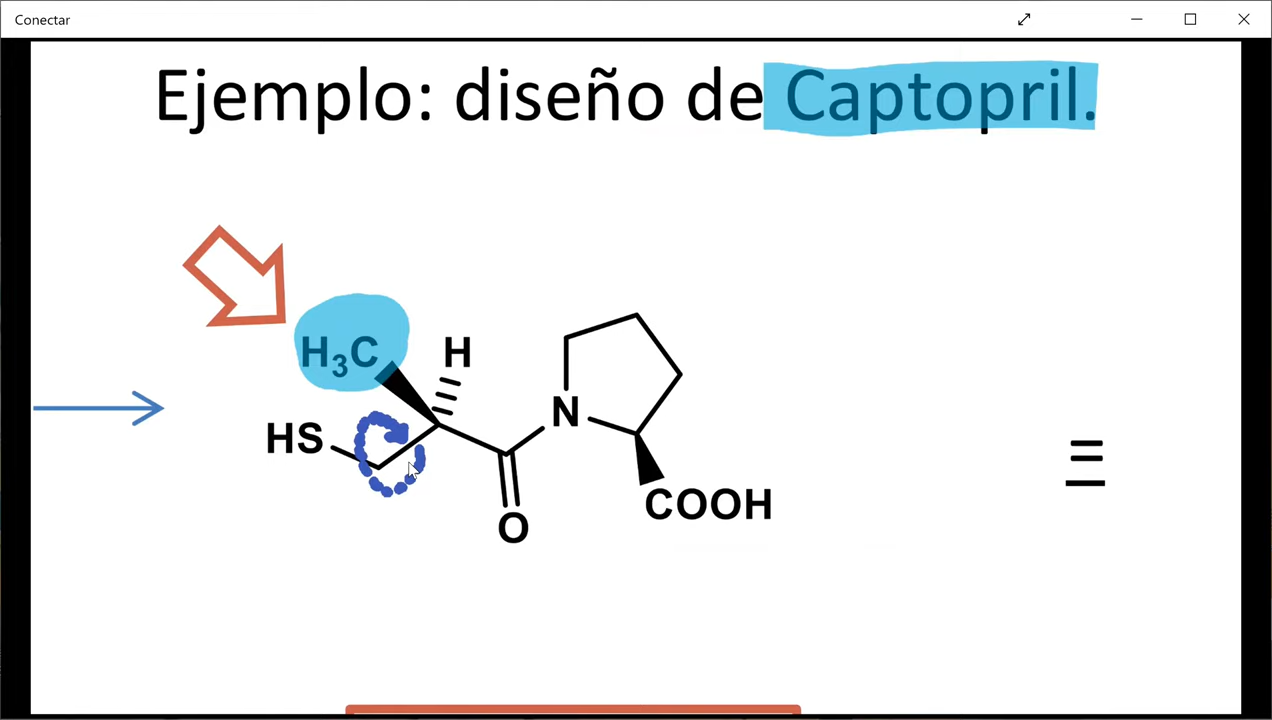 Conectar
Ejemplo: diseño de Captopril.
H₃C
H
HS
N
O
COOH